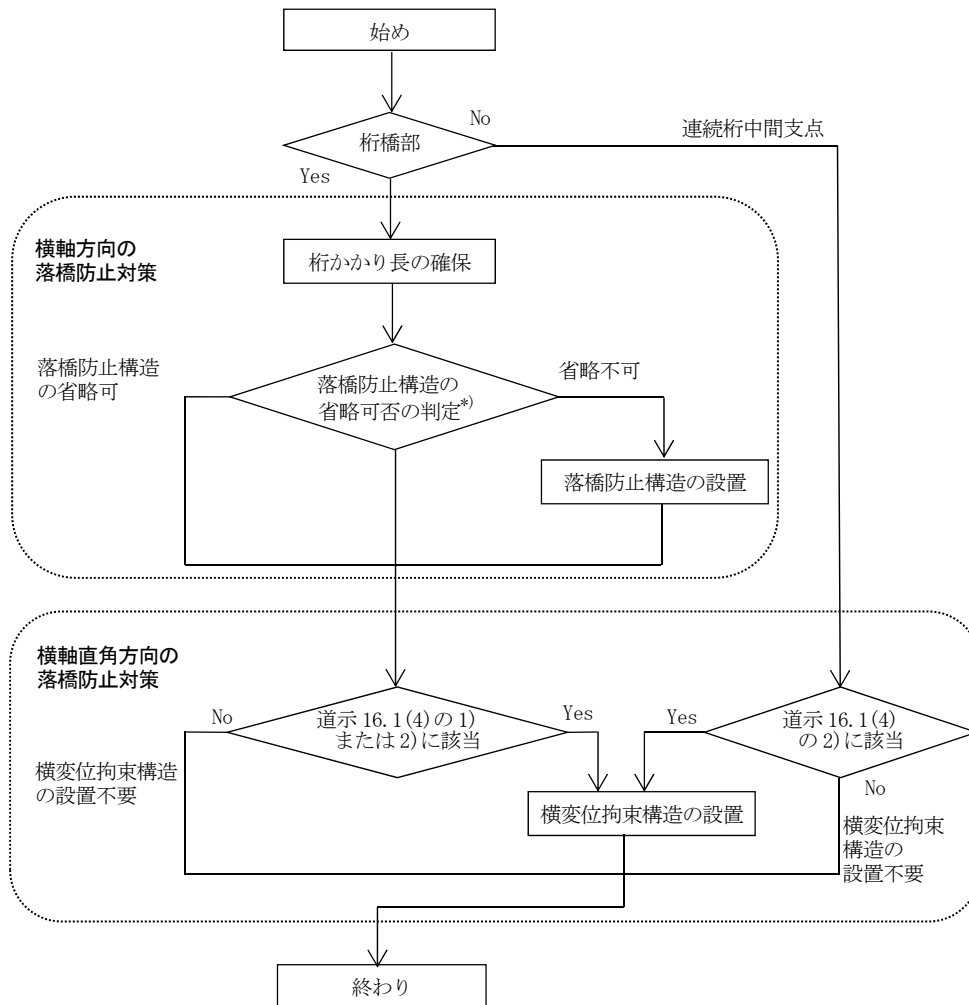 始め
No
桁橋部
連続桁中間支点
Yes
横軸方向の
落橋防止対策
桁かかり長の確保
落橋防止構造
の省略可
落橋防止構造の
省略可否の判定*)
省略不可
落橋防止構造の設置
横軸直角方向の
落橋防止対策
No
道示 16.1(4)の 1)
または 2)に該当
Yes
Yes
道示 16.1(4)
の 2)に該当
横変位拘束構造
の設置不要
横変位拘束構造の設置
No
横変位拘束
構造の
設置不要
終わり